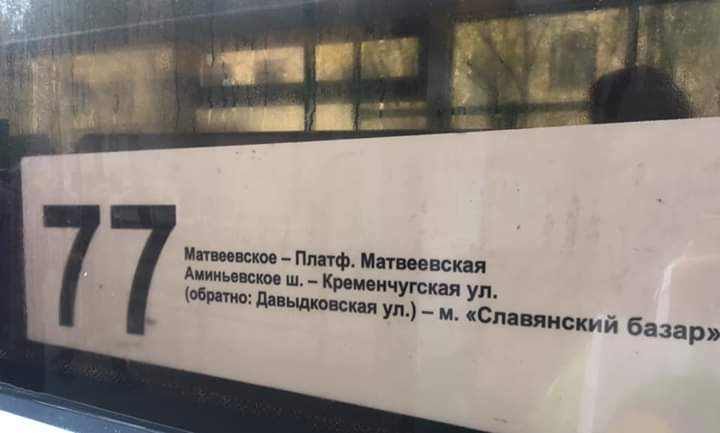 77
Матвеевское – Платф. Матвеевская
Аминьевское ш. – Кременчугская ул.
(обратно: Давыдковская ул.) – м. «Славянский базар»